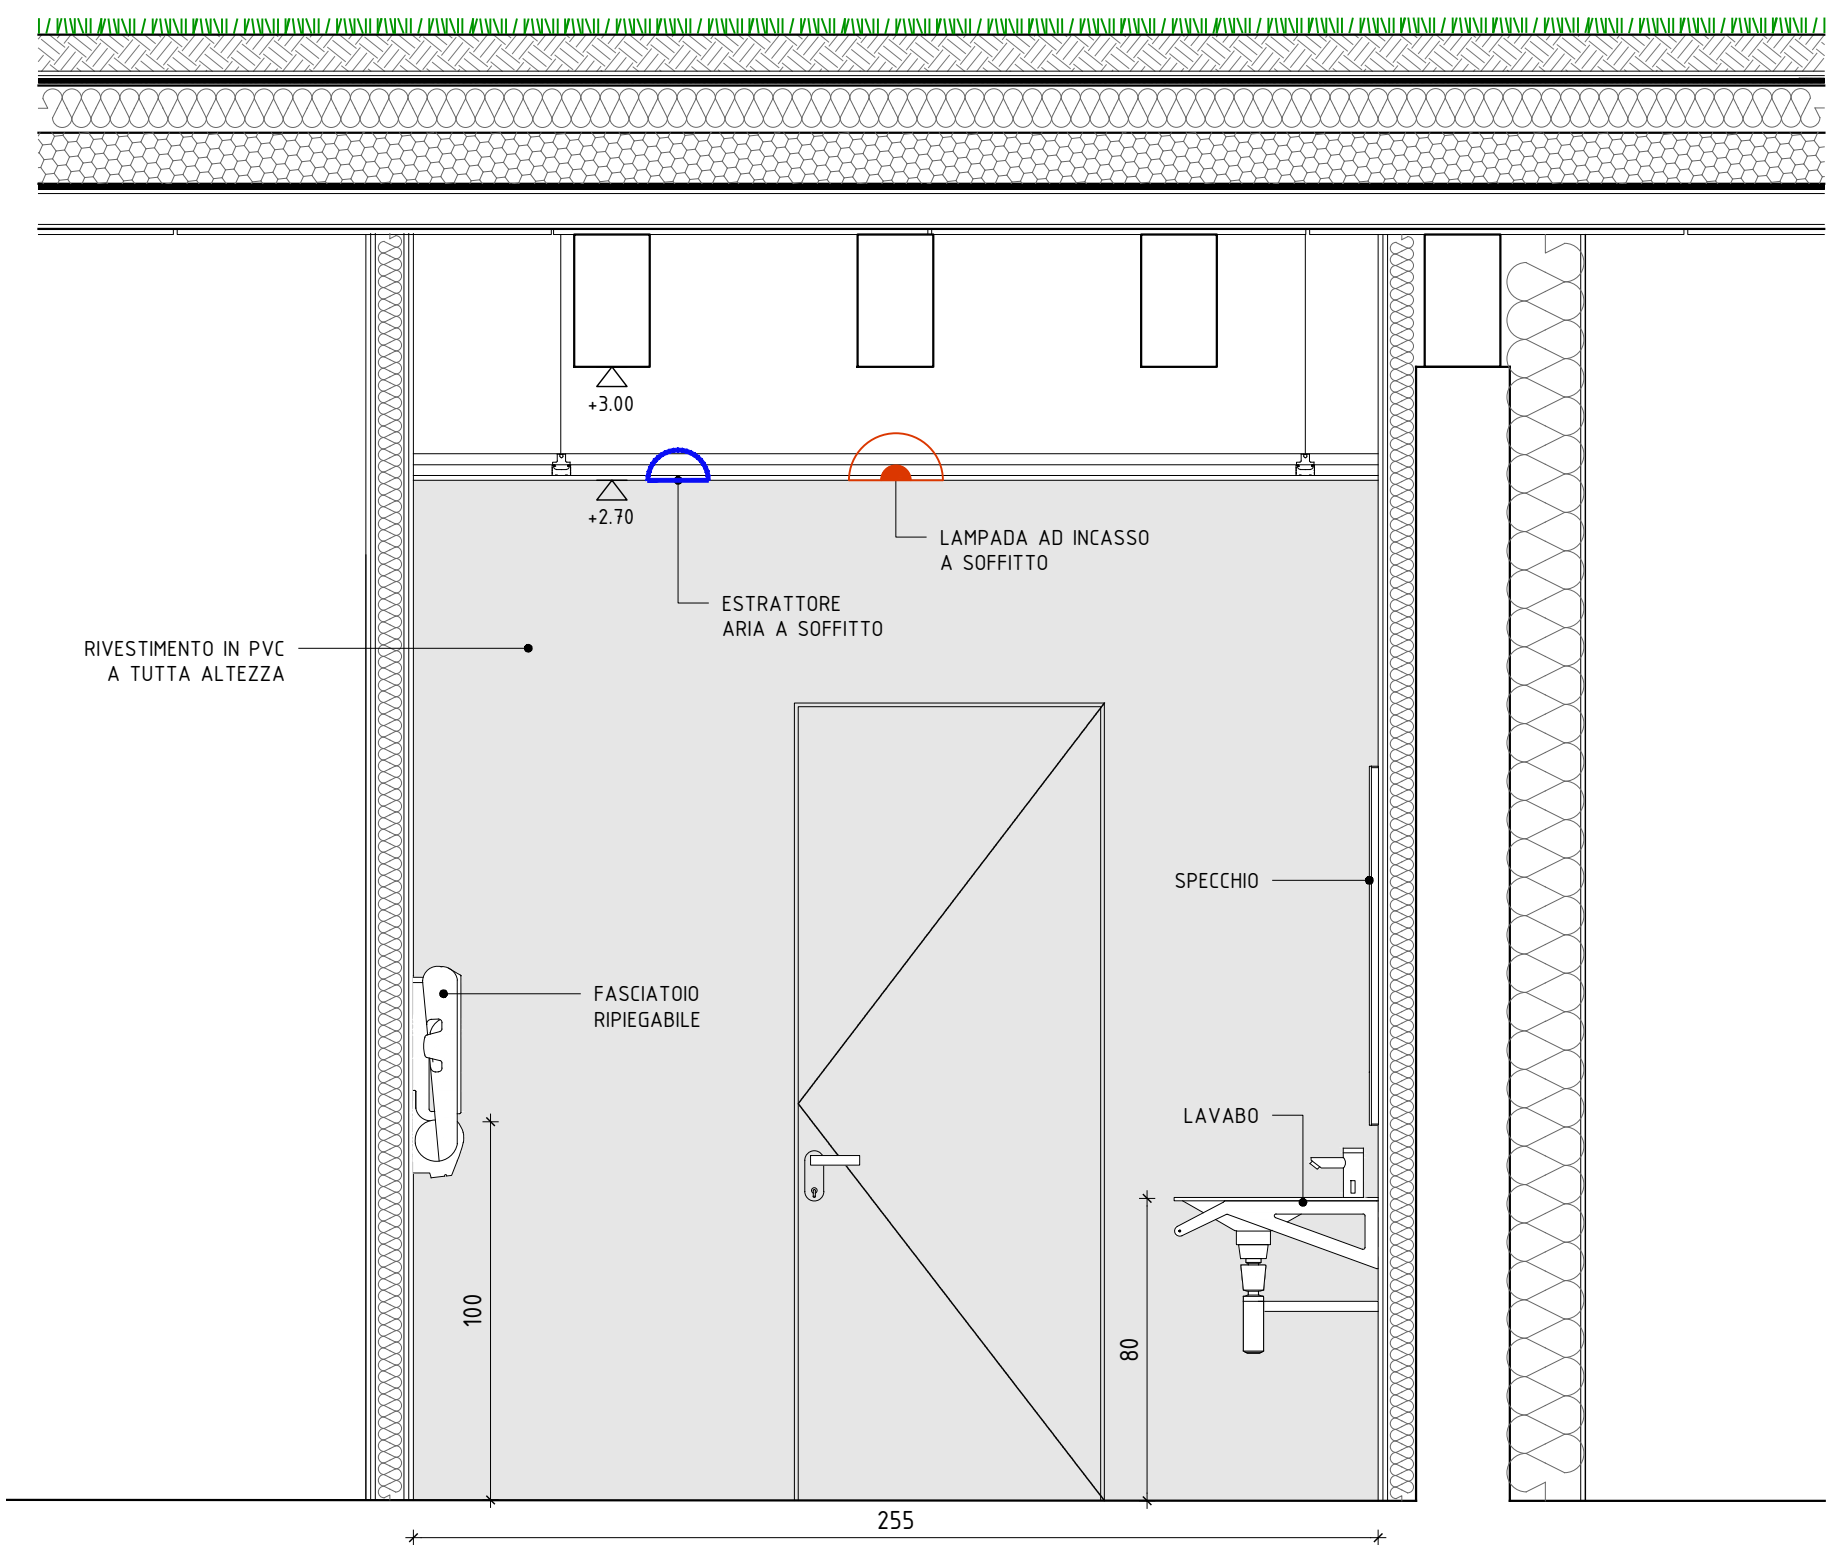 +3.00
+2.70
LAMPADA AD INCASSO
A SOFFITTO
ESTRATTORE
ARIA A SOFFITTO
RIVESTIMENTO IN PVC
A TUTTA ALTEZZA
SPECCHIO
FASCIATOIO
RIPIEGABILE
LAVABO
100
80
255